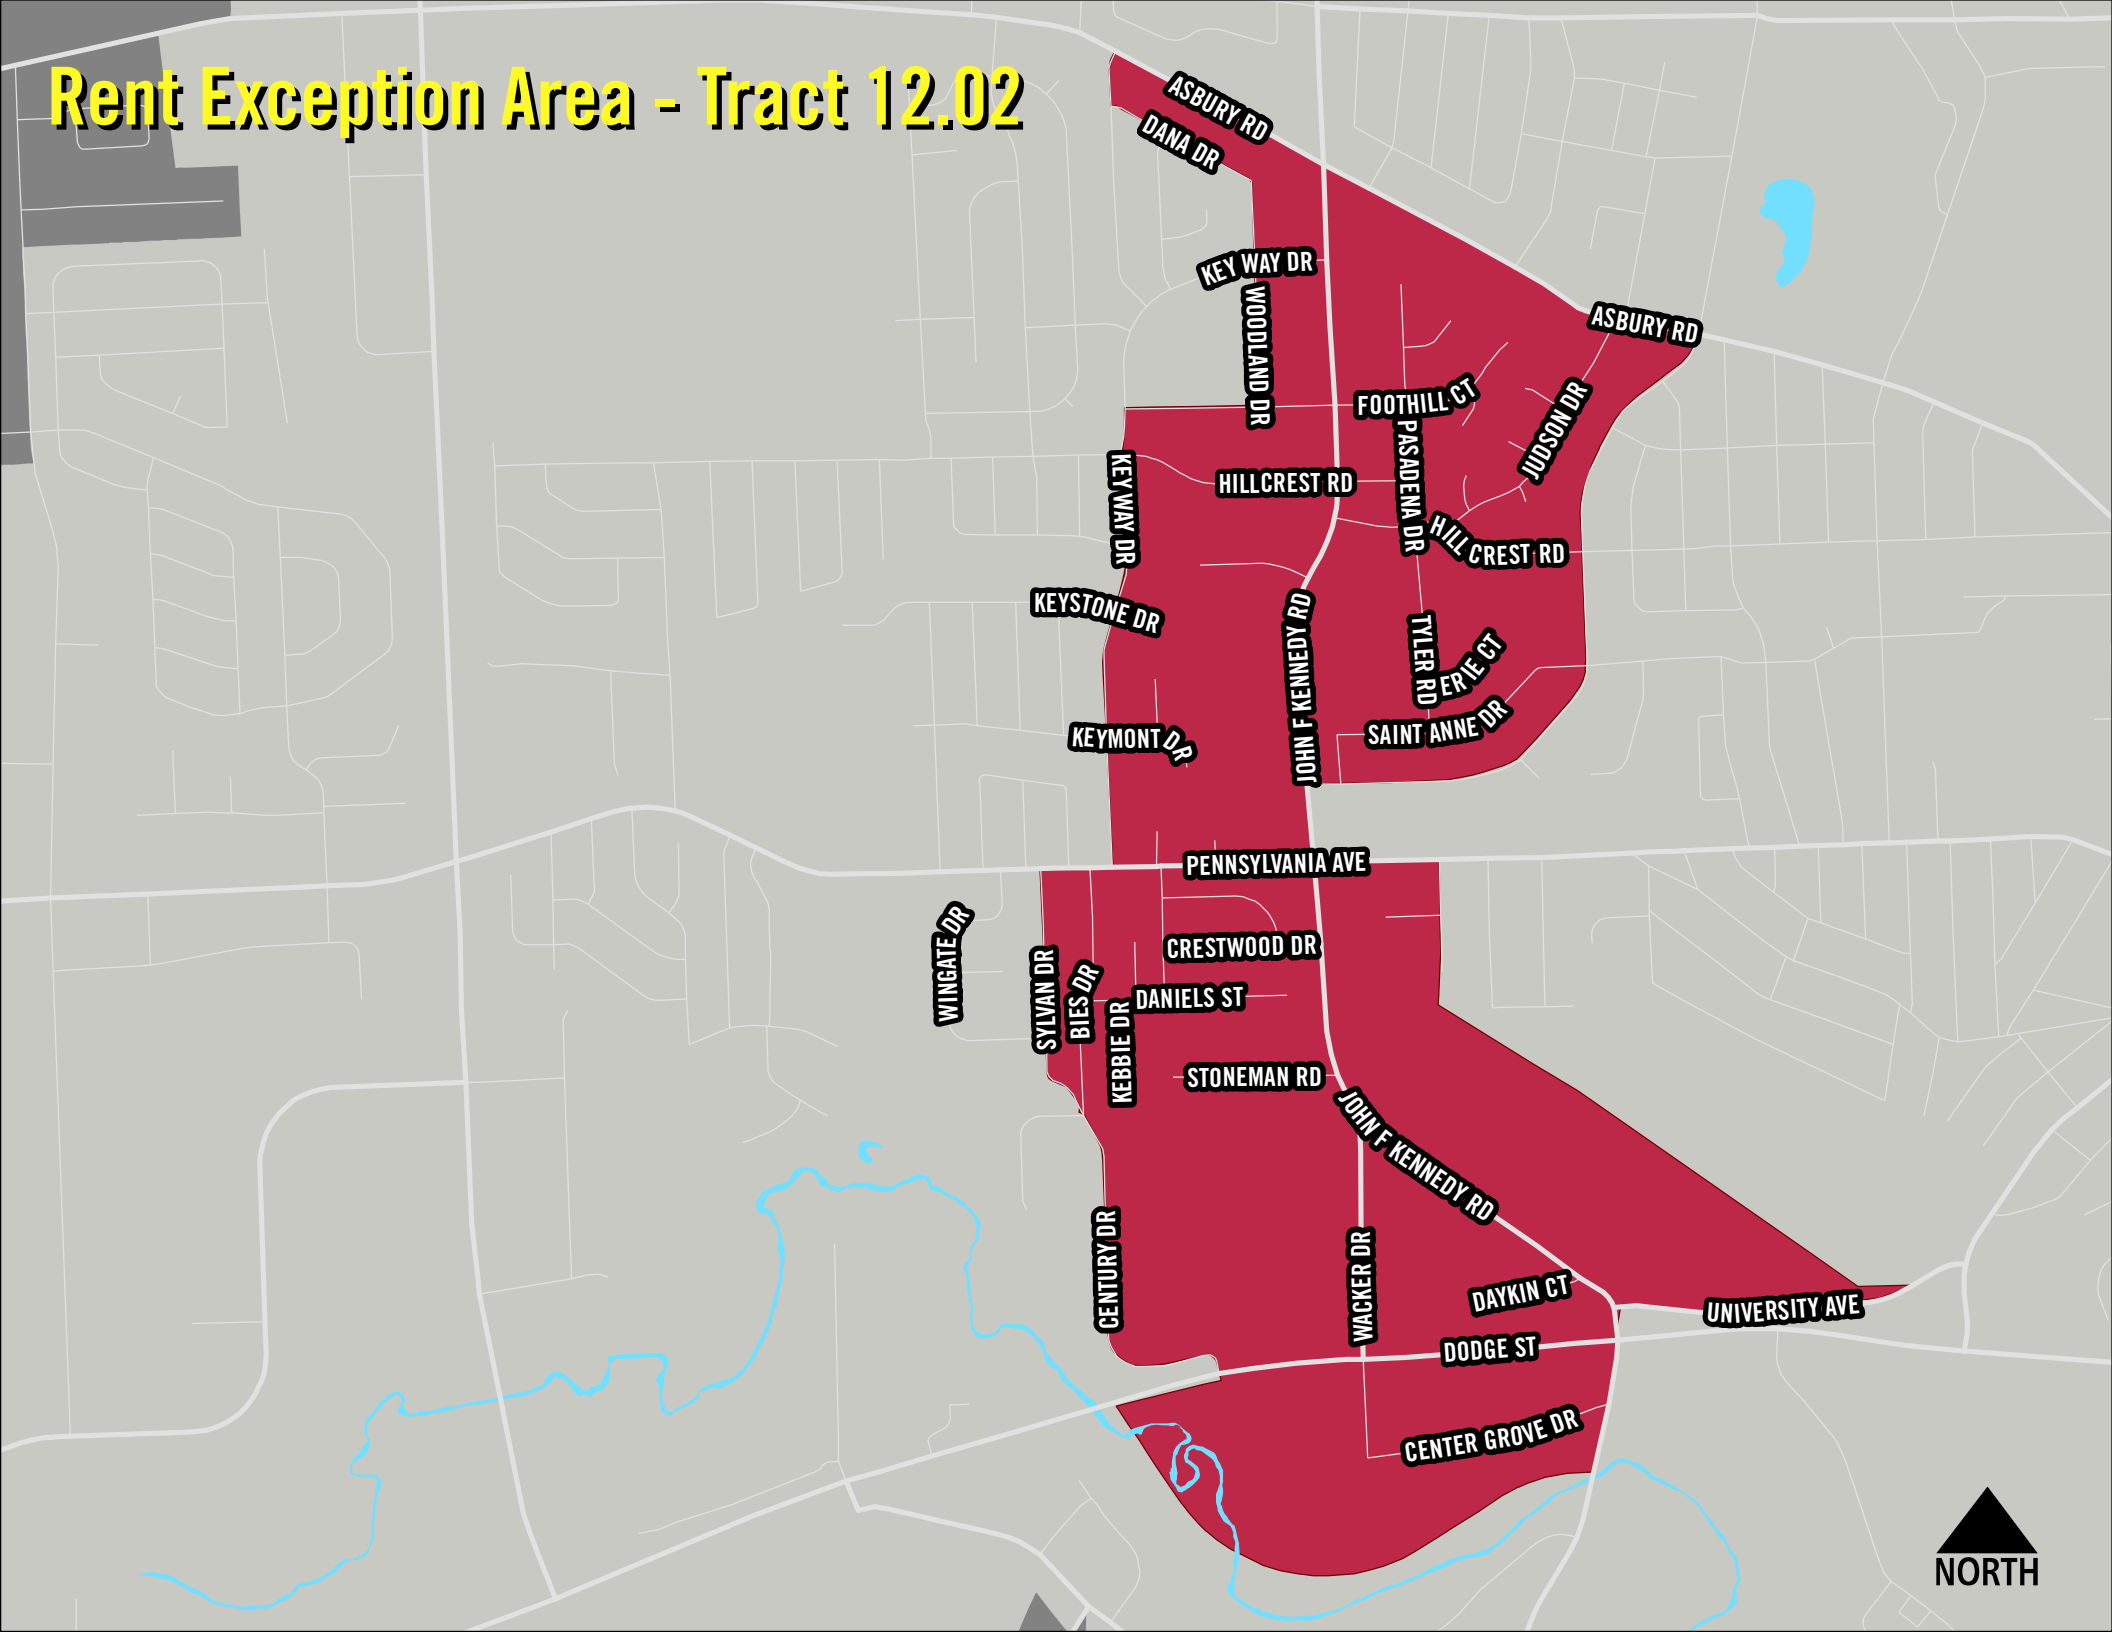 Rent Exception Area - Tract 12.02
ASBURY RD
DANA DR
KEY WAY DR
WOODLAND DR
ASBURY RD
FOOTHILL CT
JUDSON DR
PASADENA DR
KEY WAY DR
HILLCREST RD
HILL CREST RD
KEYSTONE DR
JOHN F KENNEDY RD
TYLER RD
ERIE CT
SAINT ANNE DR
KEYMONT DR
PENNSYLVANIA AVE
WINGATE DR
SYLVAN DR
BIES DR
CRESTWOOD DR
DANIELS ST
KEBBIE DR
STONEMAN RD
JOHN F KENNEDY RD
CENTURY DR
WACKER DR
DAYKIN CT
UNIVERSITY AVE
DODGE ST
CENTER GROVE DR
NORTH